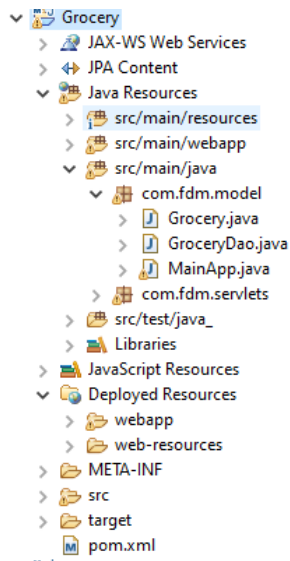 Grocery
JAX-WS Web Services
JPA Content
Java Resources
src/main/resources
src/main/webapp
src/main/java
com.fdm.model
Grocery.java
GroceryDao.java
MainApp.java
com.fdm.servlets
src/test/java_
Libraries
JavaScript Resources
Deployed Resources
webapp
web-resources
META-INF
src
target
pom.xml